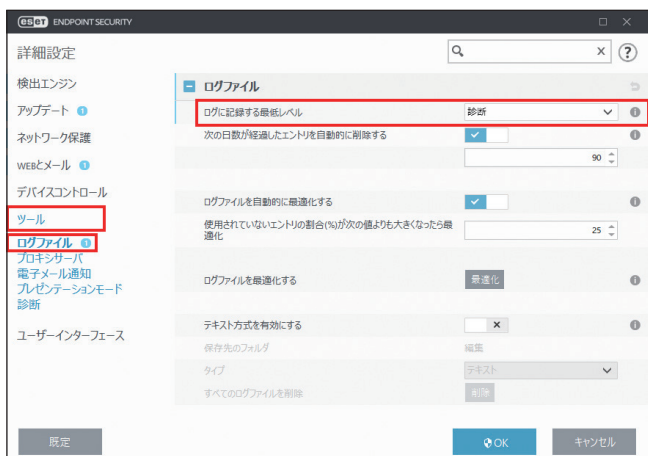 eset ENDPOINT SECURITY
詳細設定
検出エンジン
アップデート 1
ネットワーク保護
WEBとメール 1
デバイスコントロール
ツール
ログファイル 1
プロキシサーバ
電子メール通知
プレゼンテーションモード
診断
ユーザーインターフェース
ログファイル
ログに記録する最低レベル 診断
次の日数が経過したエントリを自動的に削除する
90
ログファイルを自動的に最適化する
使用されていないエントリの割合(%)が次の値よりも大きくなったら最
適化 25
ログファイルを最適化する 最適化
テキスト方式を有効にする
保存先のフォルダ 編集
タイプ テキスト
すべてのログファイルを削除 削除
既定 OK キャンセル